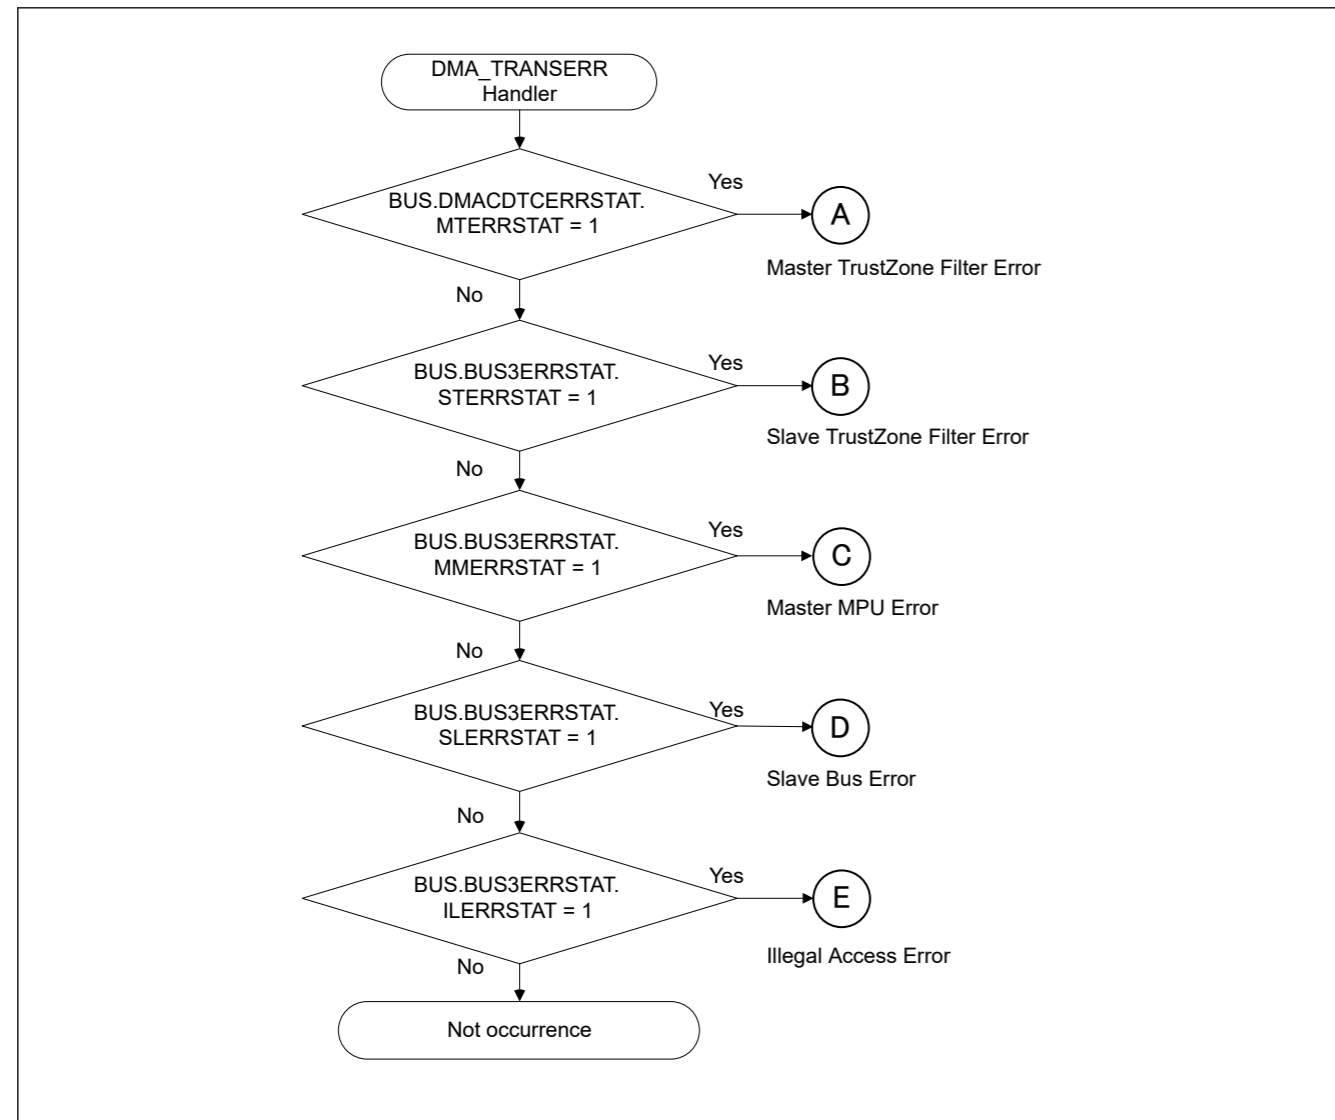 DMA_TRANSERR
Handler
BUS.DMACDTCERRSTAT.
MTERRSTAT = 1
Yes
A
Master TrustZone Filter Error
No
BUS.BUS3ERRSTAT.
STERRSTAT = 1
Yes
B
Slave TrustZone Filter Error
No
BUS.BUS3ERRSTAT.
MMERRSTAT = 1
Yes
C
Master MPU Error
No
BUS.BUS3ERRSTAT.
SLERRSTAT = 1
Yes
D
Slave Bus Error
No
BUS.BUS3ERRSTAT.
ILERRSTAT = 1
Yes
E
Illegal Access Error
No
Not occurrence